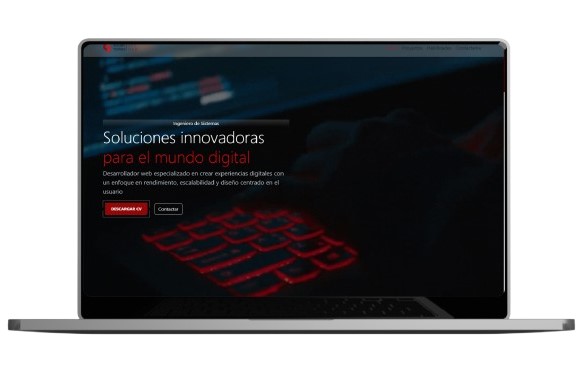 Ingeniero de Sistemas
Soluciones innovadoras
para el mundo digital
Desarrollador web especializado en crear experiencias digitales con
un enfoque en rendimiento, escalabilidad y diseño centrado en el
usuario
DESCARGAR CV
Contactar